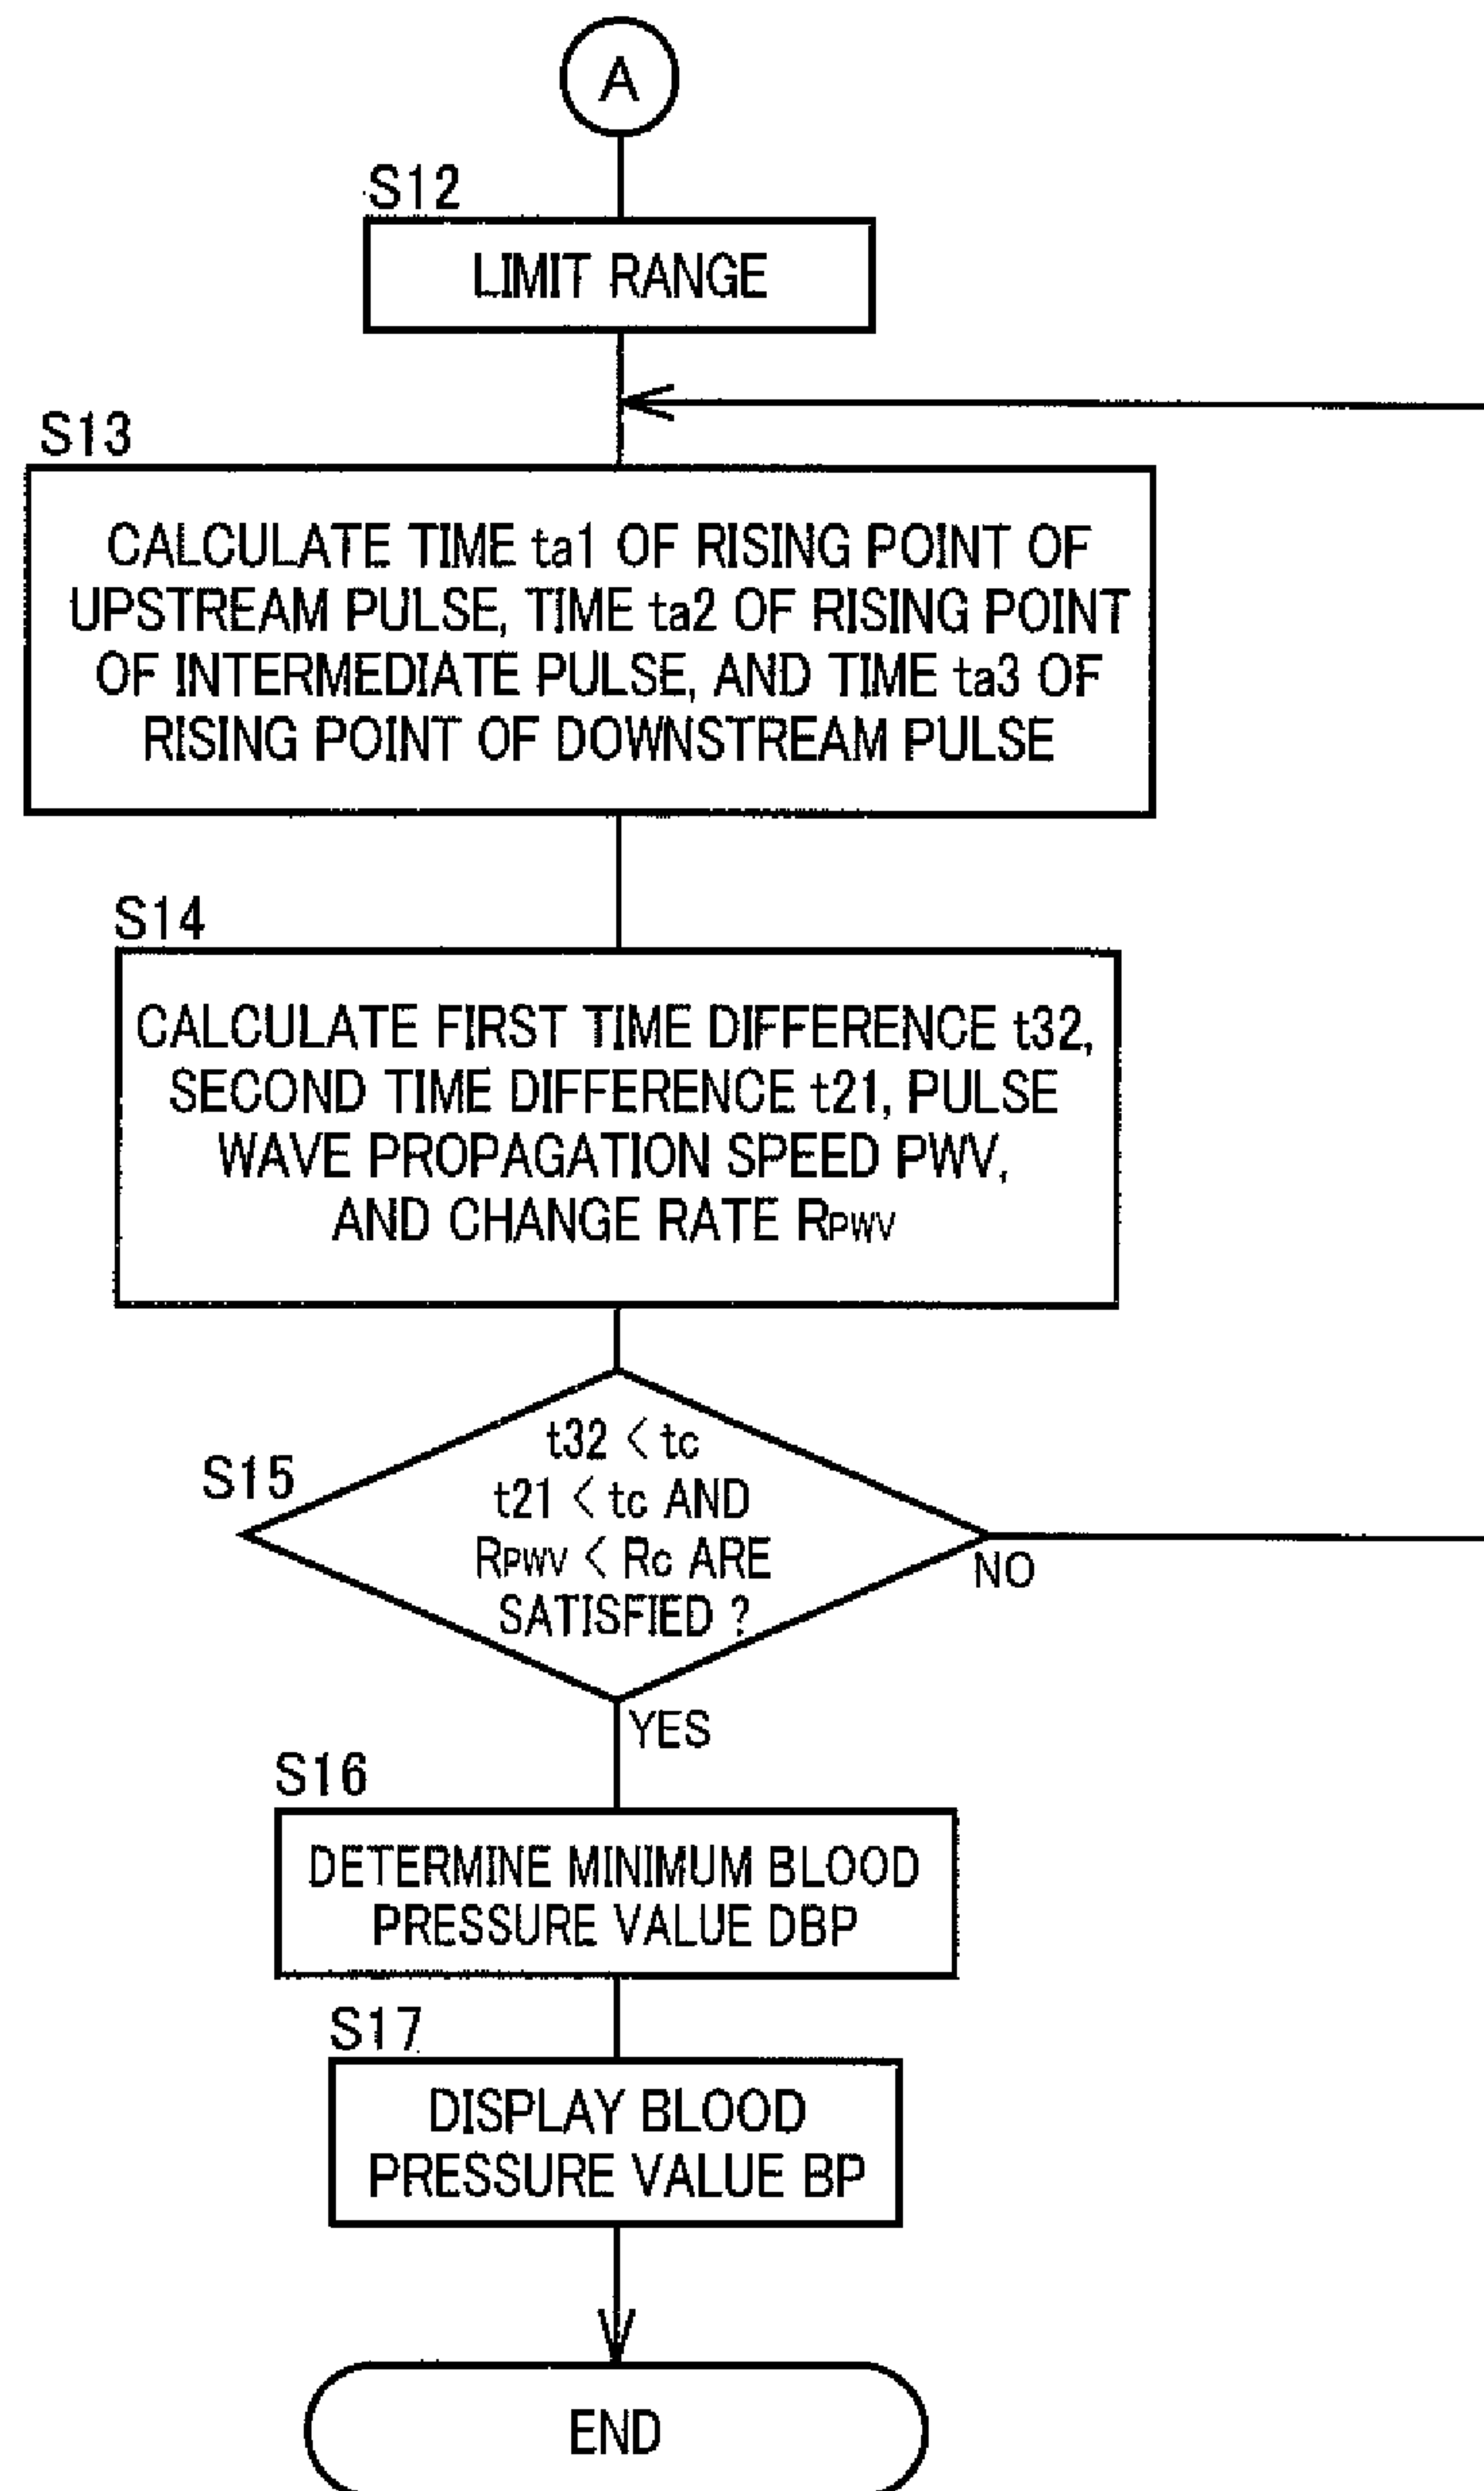 A
S12
LIMIT RANGE
S13
CALCULATE TIME ta1 OF RISING POINT OF
UPSTREAM PULSE, TIME ta2 OF RISING POINT
OF INTERMEDIATE PULSE, AND TIME ta3 OF
RISING POINT OF DOWNSTREAM PULSE
S14
CALCULATE FIRST TIME DIFFERENCE t32,
SECOND TIME DIFFERENCE t21, PULSE
WAVE PROPAGATION SPEED PWV,
AND CHANGE RATE RPWV
S15
t32 < tc
t21 < tc AND
RPWV < Rc ARE
SATISFIED ?
NO
YES
S16
DETERMINE MINIMUM BLOOD
PRESSURE VALUE DBP
S17
DISPLAY BLOOD
PRESSURE VALUE BP
END